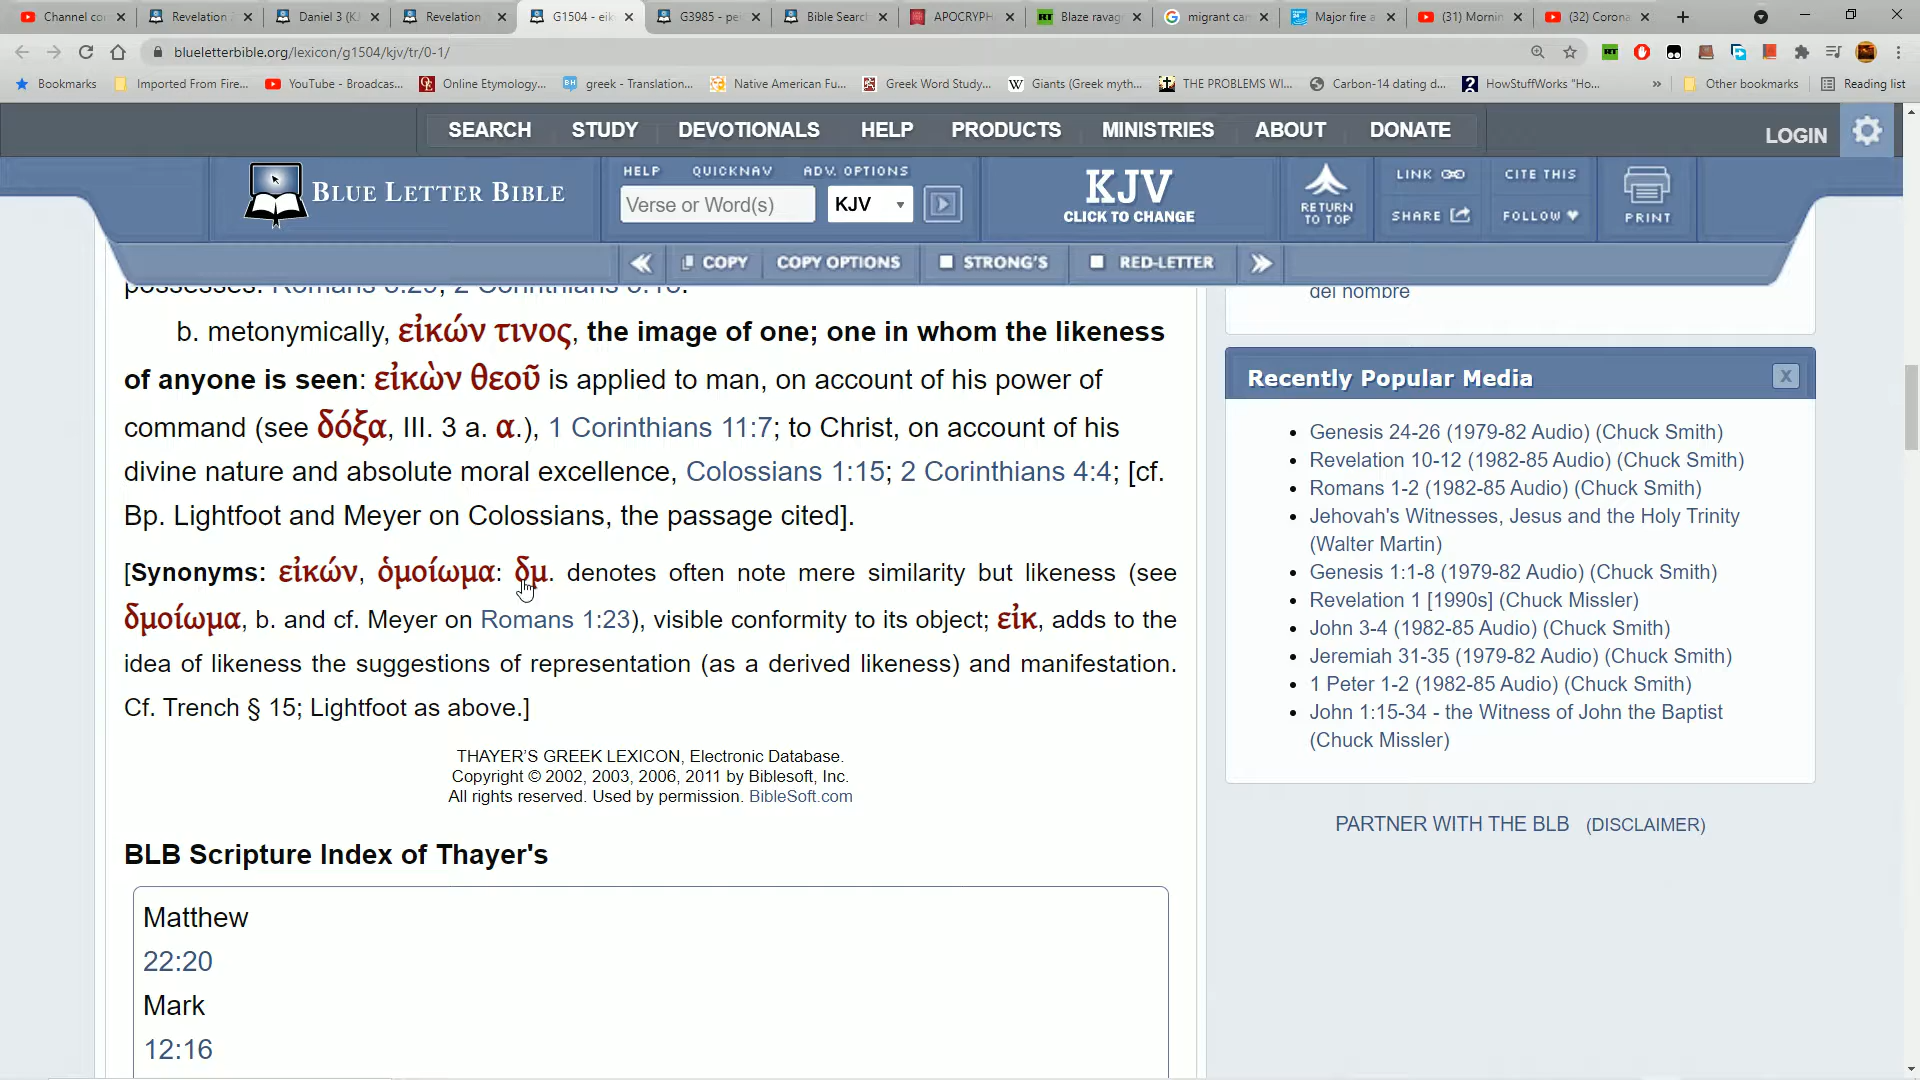 Channel co
Revelation
Daniel 3 (K
Revelation
G1504 - eik
G3985 - pe
Bible Searc
APOCRYPH
Blaze ravag
migrant ca
Major fire a
(31) Mornin
(32) Corona
blueletterbible.org/lexicon/g1504/kjv/tr/0-1/
Bookmarks
Imported From Fire...
YouTube - Broadcas...
Online Etymology...
greek - Translation...
Native American Fu...
Greek Word Study...
Giants (Greek myth...
THE PROBLEMS WI...
Carbon-14 dating d...
HowStuffWorks "Ho...
»
Other bookmarks
Reading list
SEARCH STUDY DEVOTIONALS HELP PRODUCTS MINISTRIES ABOUT DONATE
LOGIN
BLUE LETTER BIBLE
HELP QUICKNAV ADV. OPTIONS
Verse or Word(s)
KJV
KJV
CLICK TO CHANGE
RETURN
TO TOP
LINK
CITE THIS
SHARE
FOLLOW
PRINT
COPY COPY OPTIONS STRONG'S RED-LETTER
possesses: Romans 8:29; 2 Corinthians 3:18.
b. metonymically, εἰκών τινος, the image of one; one in whom the likeness
of anyone is seen: εἰκὼν θεοῦ is applied to man, on account of his power of
command (see δόξα, III. 3 a. α.), 1 Corinthians 11:7; to Christ, on account of his
divine nature and absolute moral excellence, Colossians 1:15; 2 Corinthians 4:4; [cf.
Bp. Lightfoot and Meyer on Colossians, the passage cited].
[Synonyms: εἰκών, ὁμοίωμα: δμ. denotes often note mere similarity but likeness (see
δμοίωμα, b. and cf. Meyer on Romans 1:23), visible conformity to its object; εἰκ, adds to the
idea of likeness the suggestions of representation (as a derived likeness) and manifestation.
Cf. Trench § 15; Lightfoot as above.]
THAYER'S GREEK LEXICON, Electronic Database.
Copyright © 2002, 2003, 2006, 2011 by Biblesoft, Inc.
All rights reserved. Used by permission. BibleSoft.com
BLB Scripture Index of Thayer's
Matthew
22:20
Mark
12:16
del hombre
Recently Popular Media
X
• Genesis 24-26 (1979-82 Audio) (Chuck Smith)
• Revelation 10-12 (1982-85 Audio) (Chuck Smith)
• Romans 1-2 (1982-85 Audio) (Chuck Smith)
• Jehovah's Witnesses, Jesus and the Holy Trinity
(Walter Martin)
• Genesis 1:1-8 (1979-82 Audio) (Chuck Smith)
• Revelation 1 [1990s] (Chuck Missler)
• John 3-4 (1982-85 Audio) (Chuck Smith)
• Jeremiah 31-35 (1979-82 Audio) (Chuck Smith)
• 1 Peter 1-2 (1982-85 Audio) (Chuck Smith)
• John 1:15-34 - the Witness of John the Baptist
(Chuck Missler)
PARTNER WITH THE BLB (DISCLAIMER)